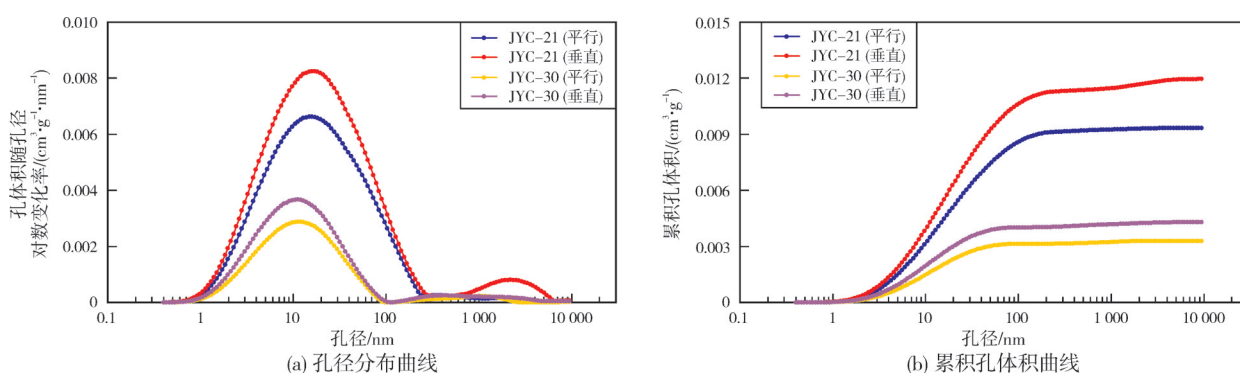 0.010
0.008
0.006
0.004
0.002
0
孔体积随孔径
对数变化率/(cm³·g⁻¹·nm⁻¹)
JYC-21 (平行)
JYC-21 (垂直)
JYC-30 (平行)
JYC-30 (垂直)
0.1 1 10 100 1 000 10 000
孔径/nm
(a) 孔径分布曲线
0.015
0.012
0.009
0.006
0.003
0
累积孔体积/(cm³·g⁻¹)
JYC-21 (平行)
JYC-21 (垂直)
JYC-30 (平行)
JYC-30 (垂直)
0.1 1 10 100 1 000 10 000
孔径/nm
(b) 累积孔体积曲线